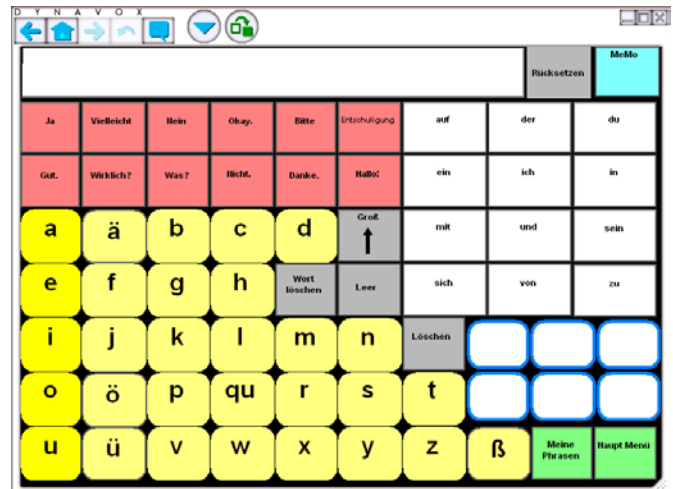 DYNAVOX
Rücksetzen MeMo
Ja Vielleicht Nein Okay. Bitte Entschuligung auf der du
Gut. Wirklich? Was? Nicht. Danke. Hallo! ein ich in
a ä b c d Groß mit und sein
e f g h Wort löschen Leer sich von zu
i j k l m n Löschen
o ö p qu r s t
u ü v w x y z ß Meine Phrasen Haupt Menü